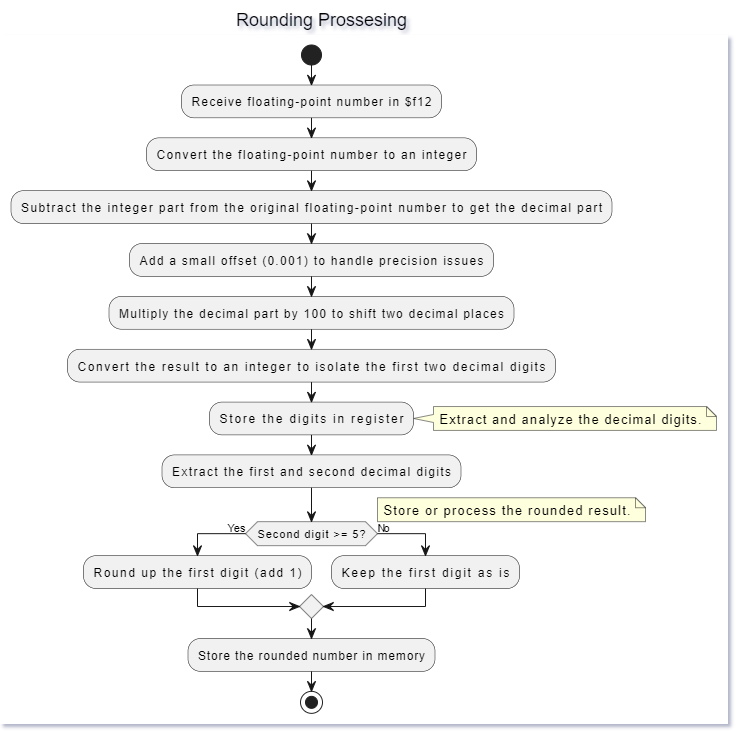 Rounding Prossesing
Receive floating-point number in $f12
Convert the floating-point number to an integer
Subtract the integer part from the original floating-point number to get the decimal part
Add a small offset (0.001) to handle precision issues
Multiply the decimal part by 100 to shift two decimal places
Convert the result to an integer to isolate the first two decimal digits
Store the digits in register
Extract and analyze the decimal digits.
Extract the first and second decimal digits
Store or process the rounded result.
Yes
Second digit >= 5?
No
Round up the first digit (add 1)
Keep the first digit as is
Store the rounded number in memory